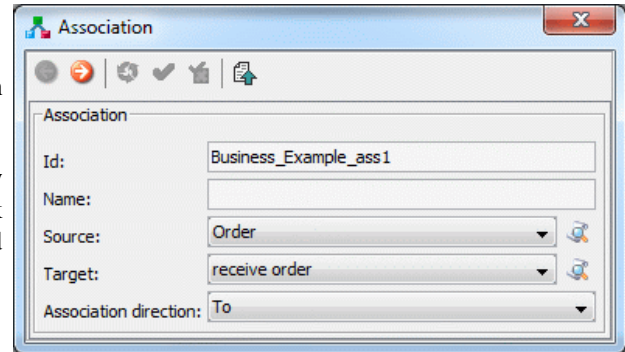 Association
Association
Id: Business_Example_ass1
Name:
Source: Order
Target: receive order
Association direction: To